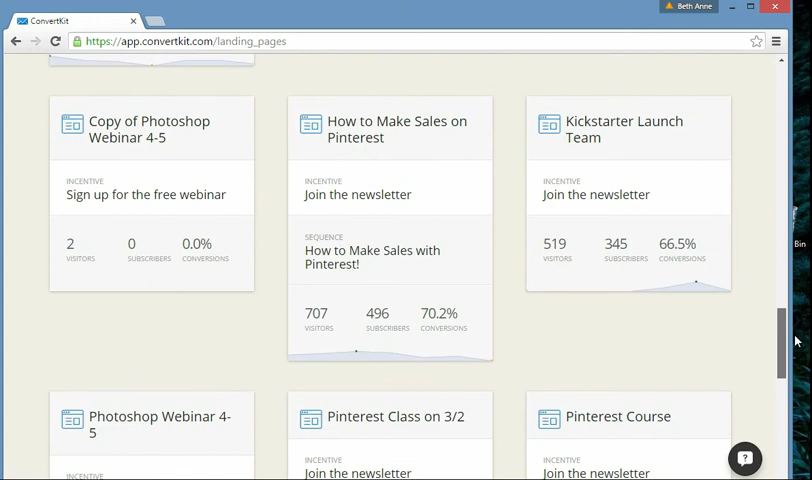 Beth Anne
ConvertKit
https://app.convertkit.com/landing_pages
Copy of Photoshop
Webinar 4-5
INCENTIVE
Sign up for the free webinar
2 0 0.0%
VISITORS SUBSCRIBERS CONVERSIONS
How to Make Sales on
Pinterest
INCENTIVE
Join the newsletter
SEQUENCE
How to Make Sales with
Pinterest!
707 496 70.2%
VISITORS SUBSCRIBERS CONVERSIONS
Kickstarter Launch
Team
INCENTIVE
Join the newsletter
519 345 66.5%
VISITORS SUBSCRIBERS CONVERSIONS
Bin
Photoshop Webinar 4-
5
INCENTIVE
Pinterest Class on 3/2
INCENTIVE
Join the newsletter
Pinterest Course
INCENTIVE
Join the newsletter